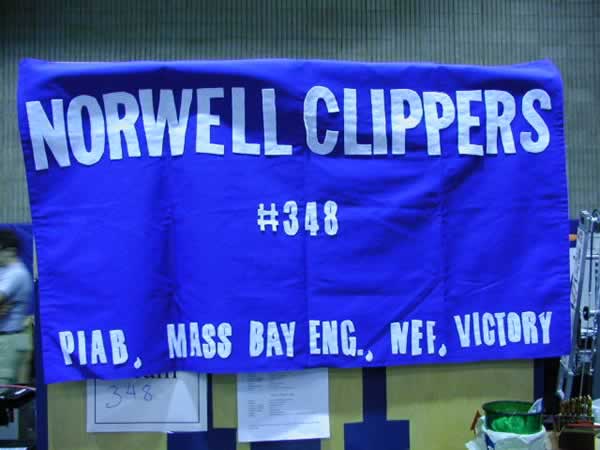 NORWELL CLIPPERS
#348
PIAB, MASS BAY ENG., NEF, VICTORY
348